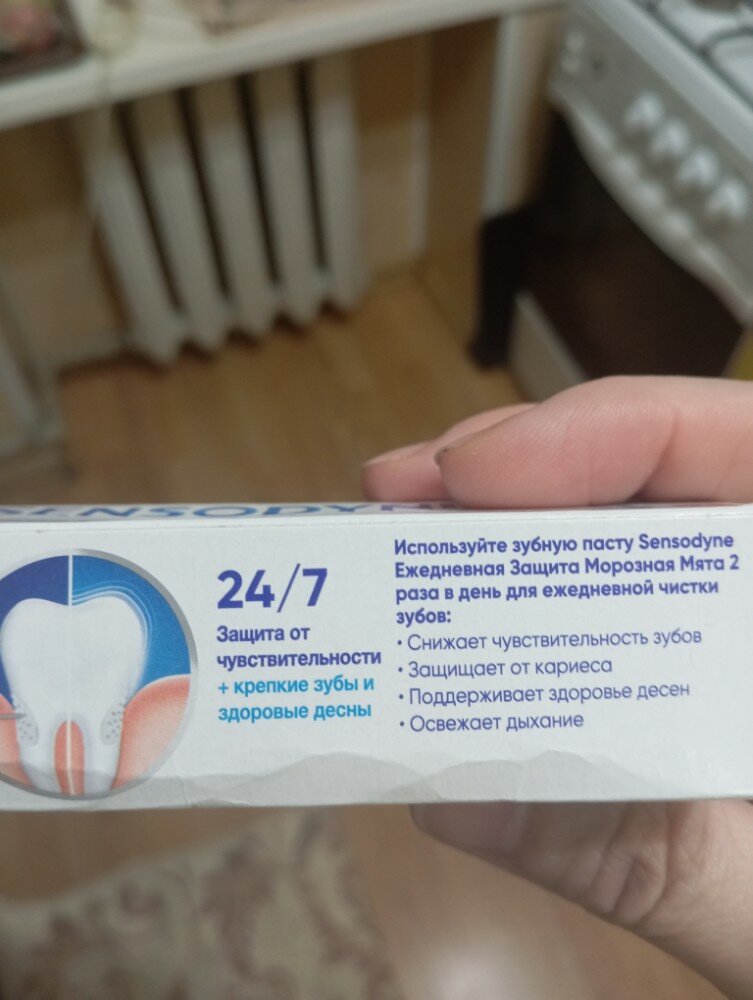 SENSODYNE
24/7
Защита от
чувствительности
+ крепкие зубы и
здоровые десны
Используйте зубную пасту Sensodyne
Ежедневная Защита Морозная Мята 2
раза в день для ежедневной чистки
зубов:
• Снижает чувствительность зубов
• Защищает от кариеса
• Поддерживает здоровье десен
• Освежает дыхание